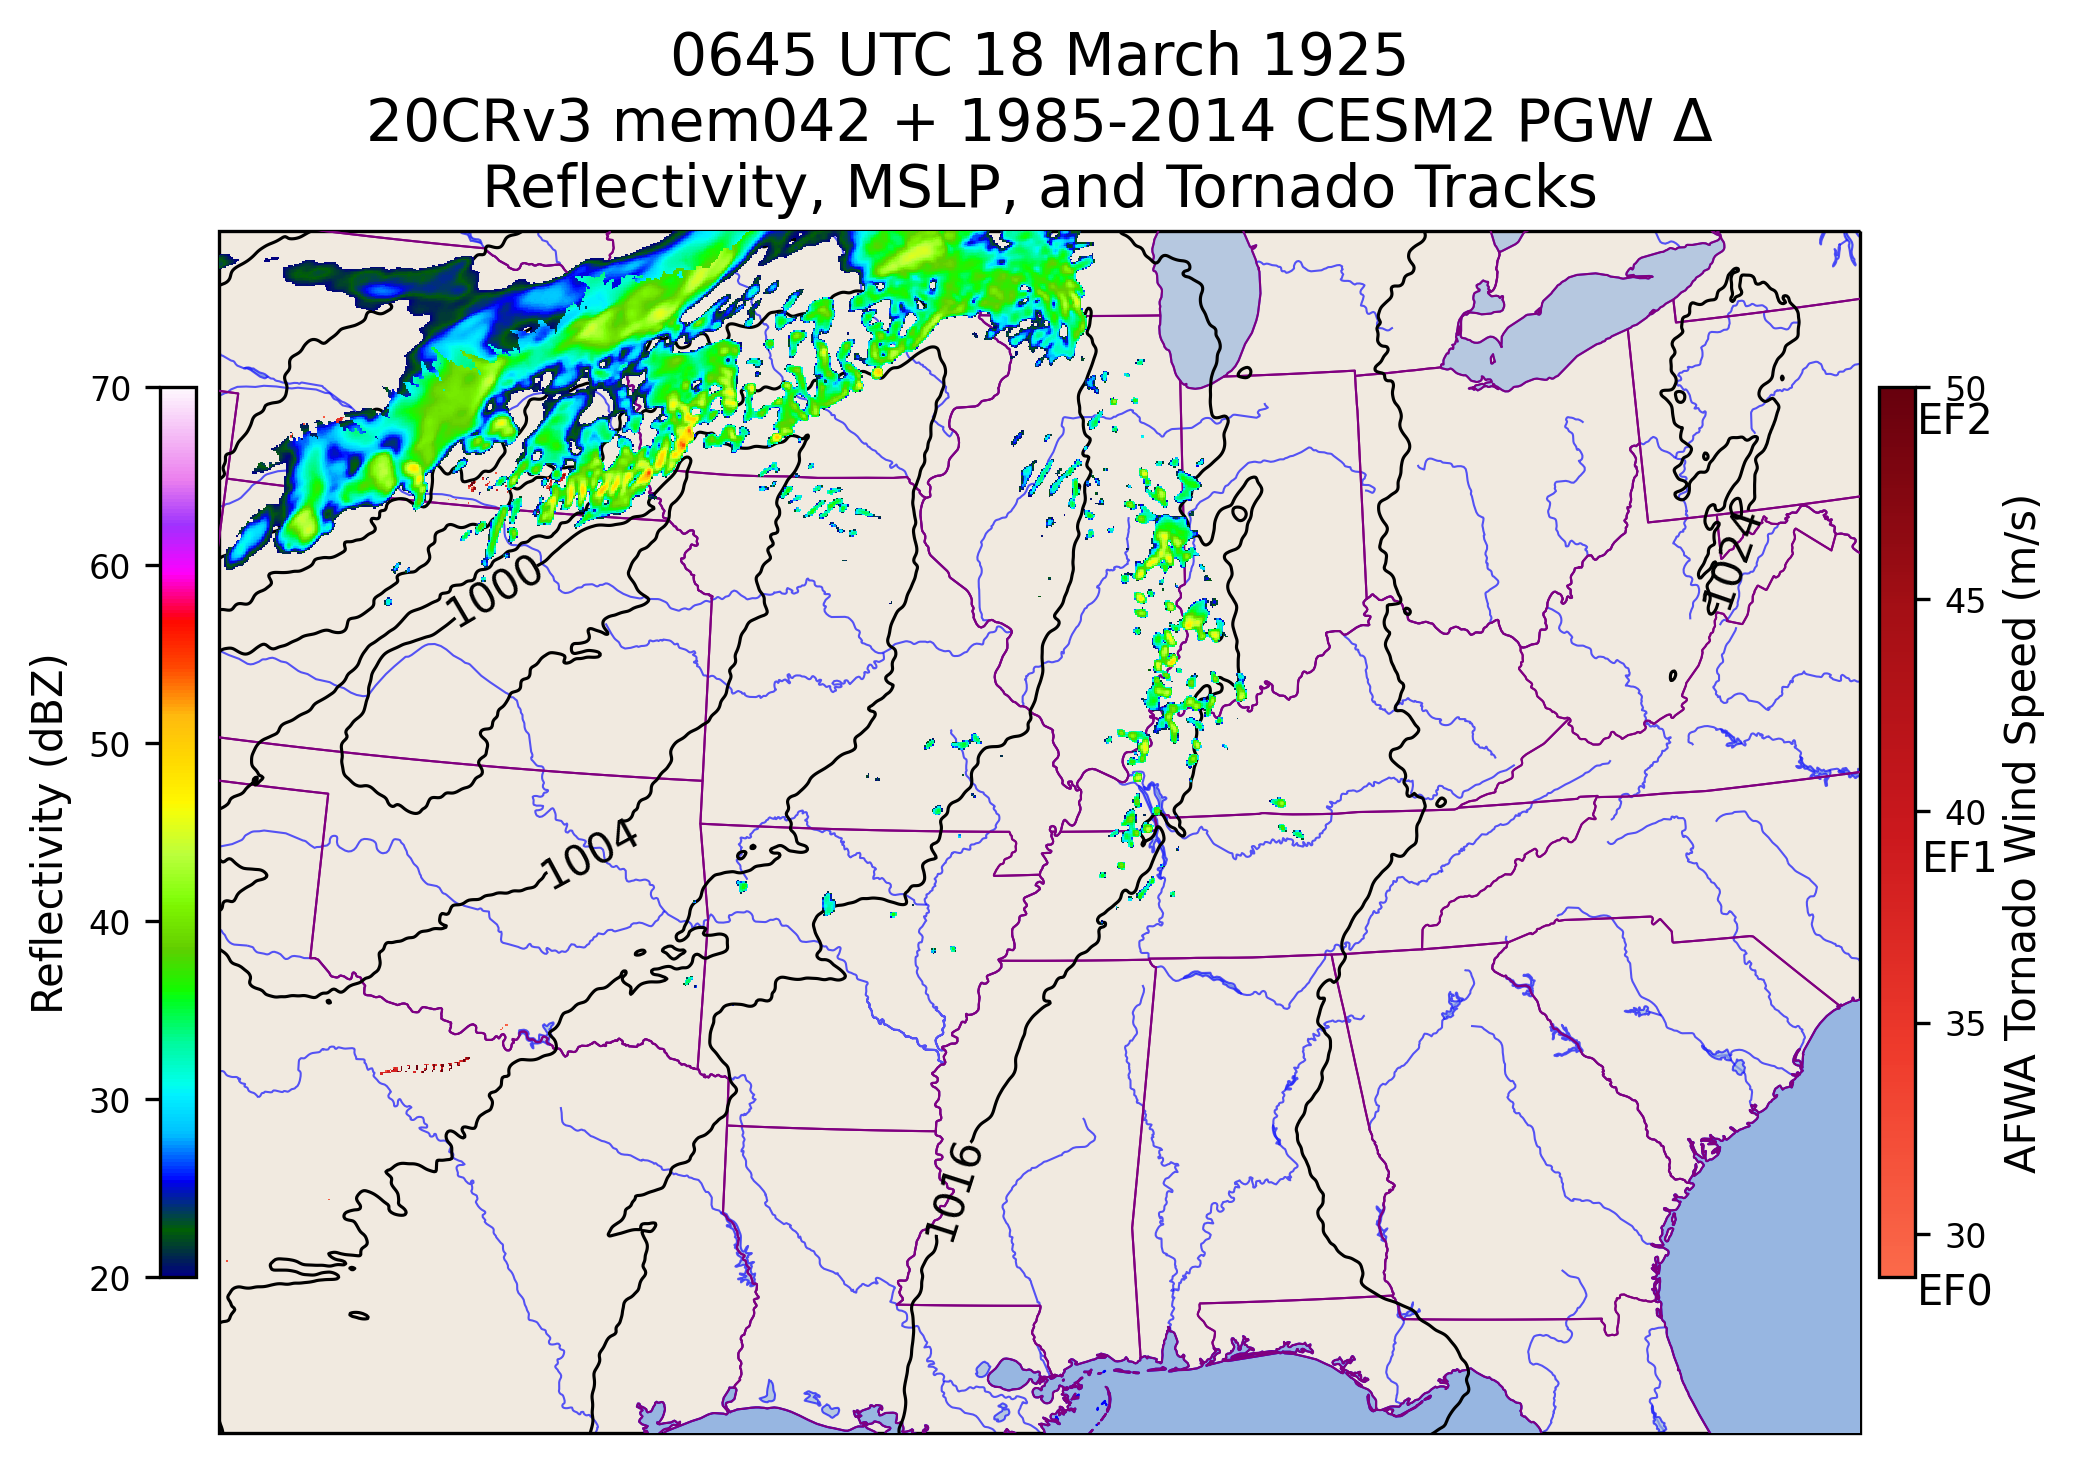 0645 UTC 18 March 1925
20CRv3 mem042 + 1985-2014 CESM2 PGW Δ
Reflectivity, MSLP, and Tornado Tracks
Reflectivity (dBZ)
70
60
50
40
30
20
1000
1004
1016
1024
50
EF2
45
40
EF1
35
30
EF0
AFWA Tornado Wind Speed (m/s)